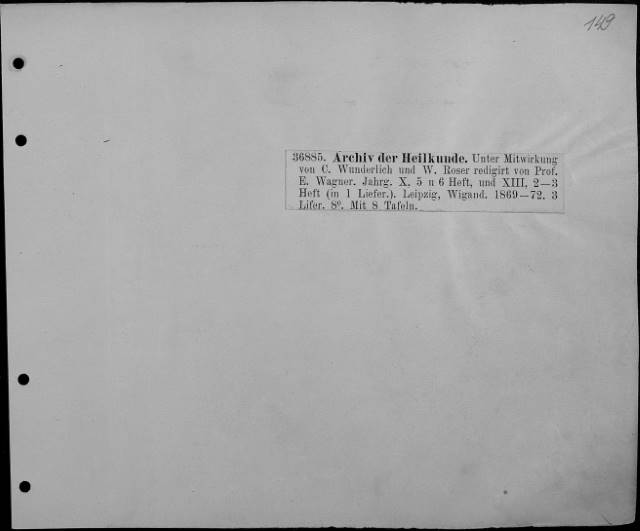 149
36885. Archiv der Heilkunde. Unter Mitwirkung
von C. Wunderlich und W. Roser redigirt von Prof.
E. Wagner. Jahrg. X. 5 u 6 Heft, und XIII, 2—3
Heft (in 1 Liefer.). Leipzig, Wigand. 1869—72. 3
Lifer. 8º. Mit 8 Tafeln.